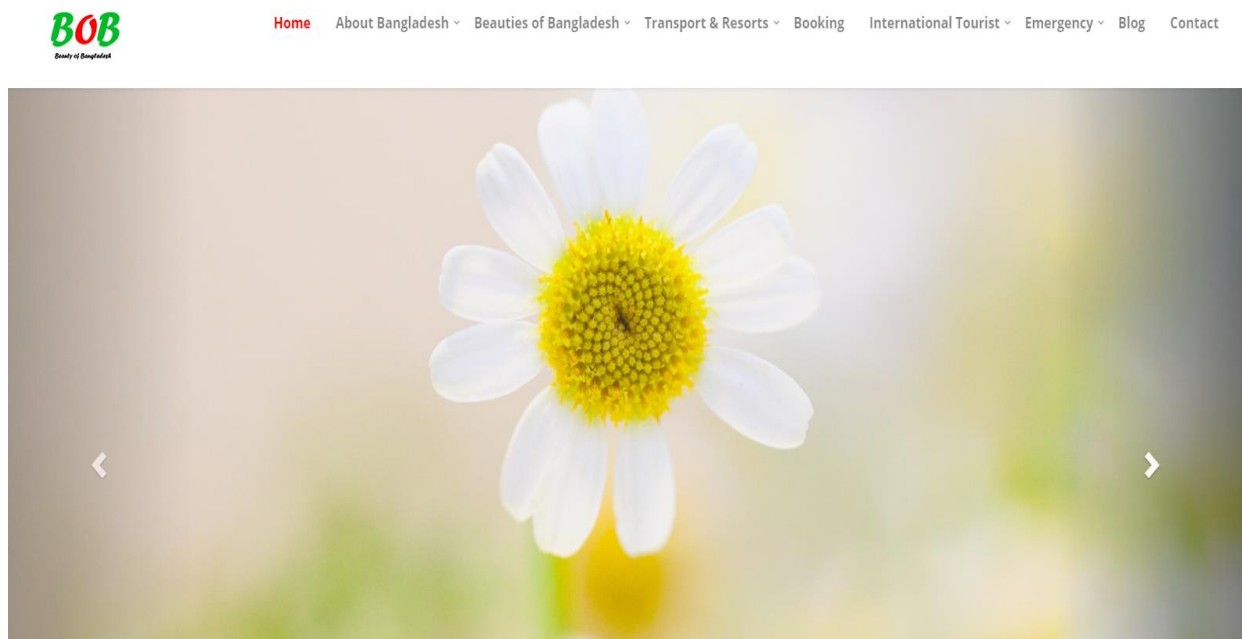 BOB
Beauty of Bangladesh
Home About Bangladesh Beauties of Bangladesh Transport & Resorts Booking International Tourist Emergency Blog Contact